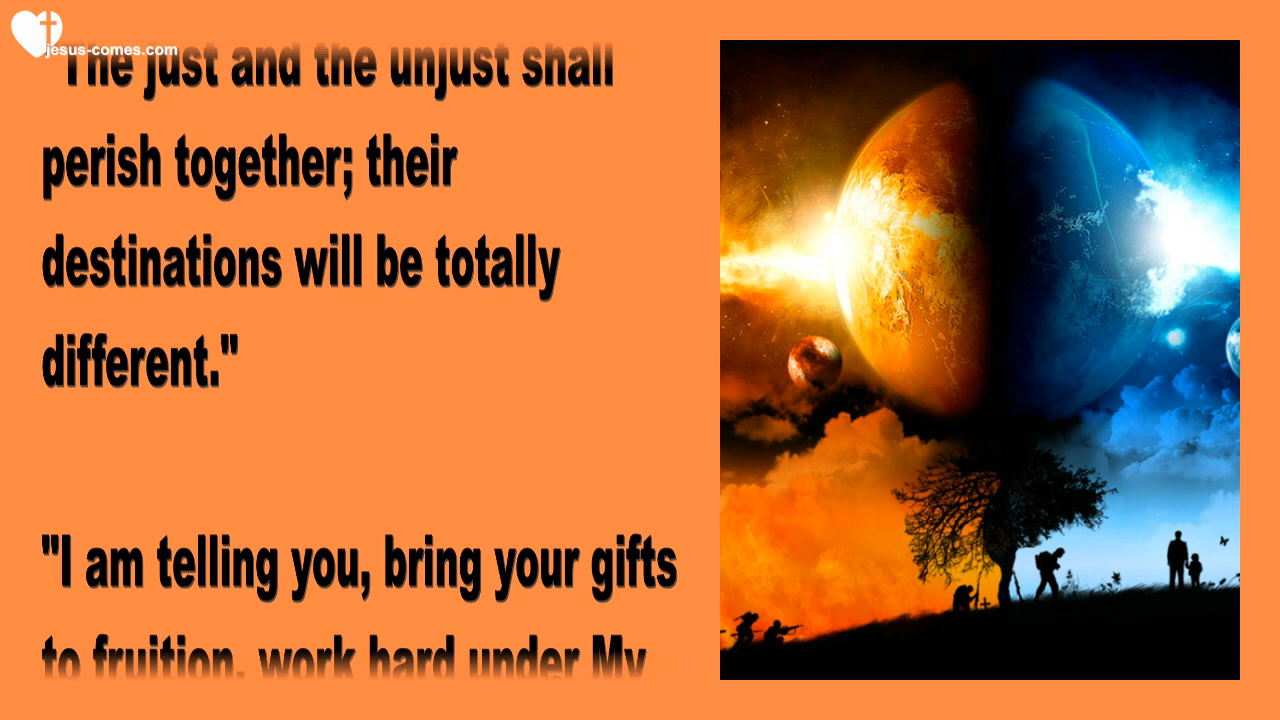 jesus-comes.com
"The just and the unjust shall
perish together; their
destinations will be totally
different."
"I am telling you, bring your gifts
to fruition, work hard under My